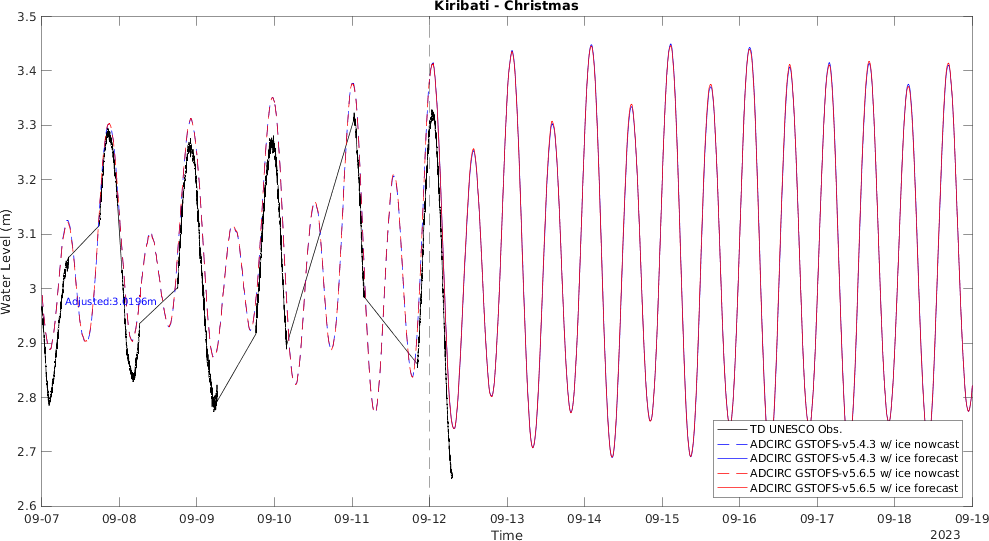 Kiribati - Christmas
3.5
3.4
3.3
3.2
3.1
3
2.9
2.8
2.7
2.6
Water Level (m)
Adjusted:3.0196m
TD UNESCO Obs.
ADCIRC GSTOFS-v5.4.3 w/ ice nowcast
ADCIRC GSTOFS-v5.4.3 w/ ice forecast
ADCIRC GSTOFS-v5.6.5 w/ ice nowcast
ADCIRC GSTOFS-v5.6.5 w/ ice forecast
09-07 09-08 09-09 09-10 09-11 09-12 09-13 09-14 09-15 09-16 09-17 09-18 09-19
Time
2023